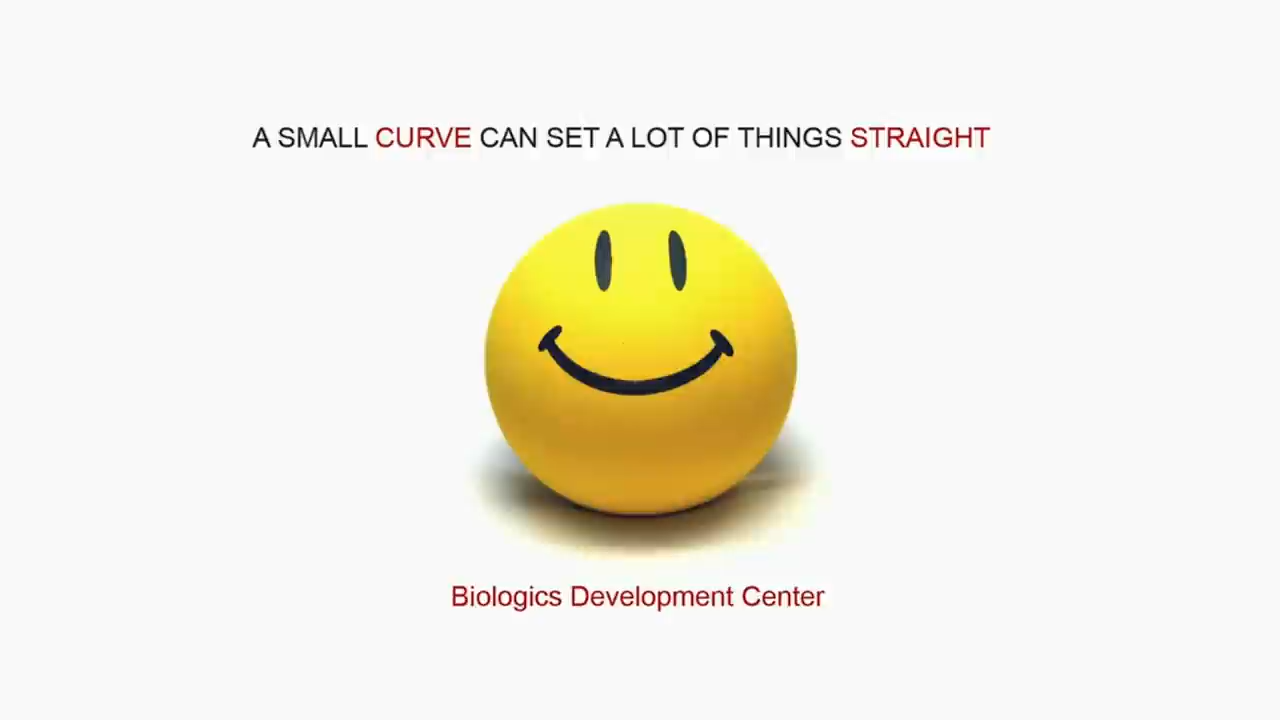 A SMALL CURVE CAN SET A LOT OF THINGS STRAIGHT
Biologics Development Center